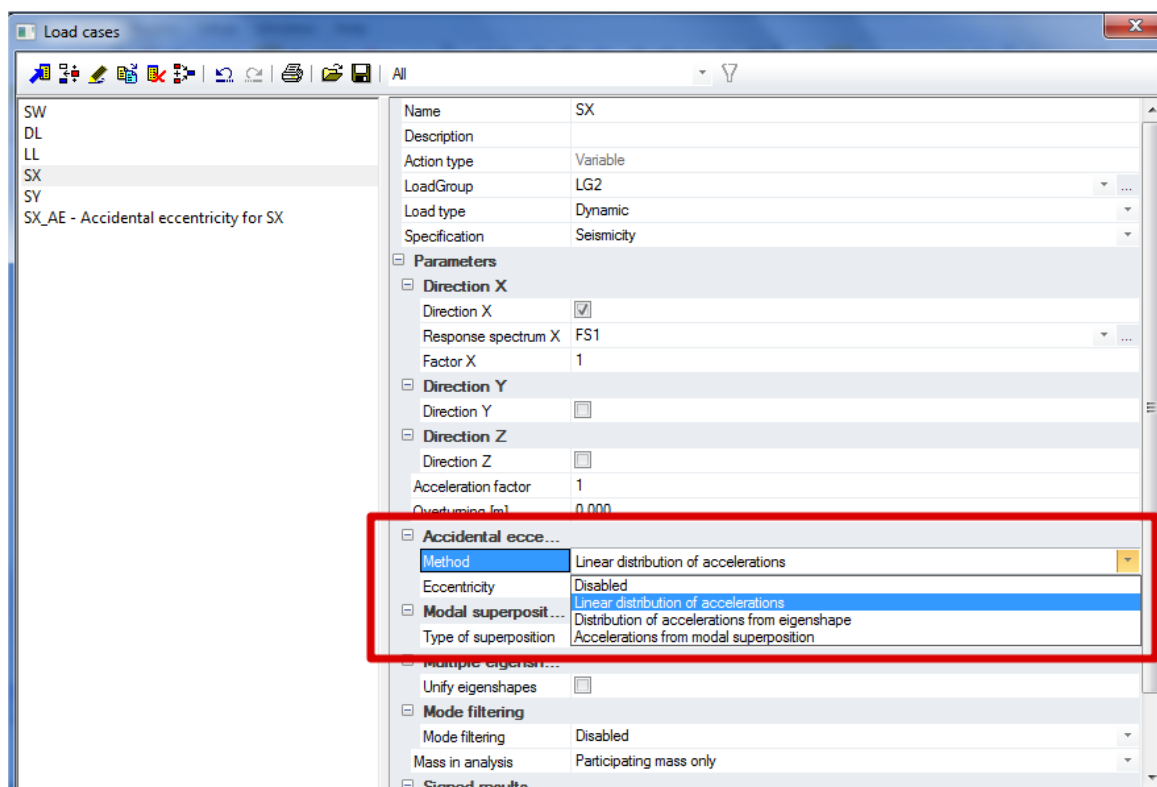 Load cases
All
SW
DL
LL
SX
SY
SX_AE - Accidental eccentricity for SX
Name SX
Description
Action type Variable
LoadGroup LG2 ...
Load type Dynamic
Specification Seismicity
Parameters
Direction X
Direction X
Response spectrum X FS1 ...
Factor X 1
Direction Y
Direction Y
Direction Z
Direction Z
Acceleration factor 1
Overturning [m] 0.000
Accidental ecce...
Method Linear distribution of accelerations
Eccentricity Disabled
Linear distribution of accelerations
Modal superposit... Distribution of accelerations from eigenshape
Type of superposition Accelerations from modal superposition
Multiple eigensh...
Unify eigenshapes
Mode filtering
Mode filtering Disabled
Mass in analysis Participating mass only
Signed results